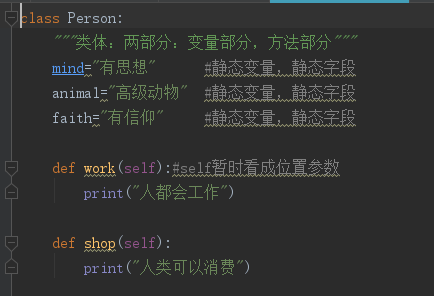 class Person:
"""类体：两部分：变量部分，方法部分"""
mind="有思想" #静态变量，静态字段
animal="高级动物" #静态变量，静态字段
faith="有信仰" #静态变量，静态字段
def work(self):#self暂时看成位置参数
print("人都会工作")
def shop(self):
print("人类可以消费")